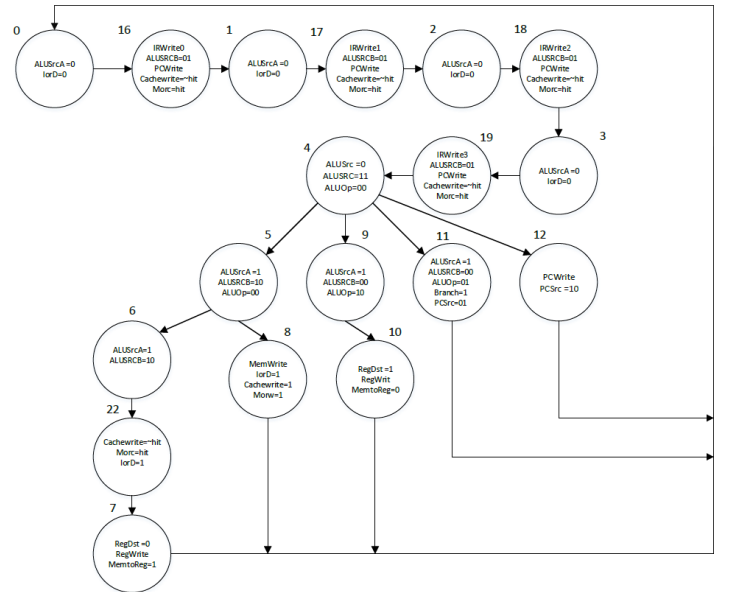 0
ALUSrcA =0
IorD=0
16
IRWrite0
ALUSRCB=01
PCWrite
Cachewrite=~hit
Morc=hit
1
ALUSrcA =0
IorD=0
17
IRWrite1
ALUSRCB=01
PCWrite
Cachewrite=~hit
Morc=hit
2
ALUSrcA =0
IorD=0
18
IRWrite2
ALUSRCB=01
PCWrite
Cachewrite=~hit
Morc=hit
4
ALUSrc =0
ALUSRC=11
ALUOp=00
19
IRWrite3
ALUSRCB=01
PCWrite
Cachewrite=~hit
Morc=hit
3
ALUSrcA =0
IorD=0
5
ALUSrcA =1
ALUSRCB=10
ALUOp=00
9
ALUSrcA =1
ALUSRCB=00
ALUOp=10
11
ALUSrcA =1
ALUSRCB=00
ALUOp=01
Branch=1
PCSrc=01
12
PCWrite
PCSrc =10
6
ALUSrcA=1
ALUSRCB=10
8
MemWrite
IorD=1
Cachewrite=1
Morw=1
10
RegDst =1
RegWrit
MemtoReg=0
22
Cachewrite=~hit
Morc=hit
IorD=1
7
RegDst =0
RegWrite
MemtoReg=1